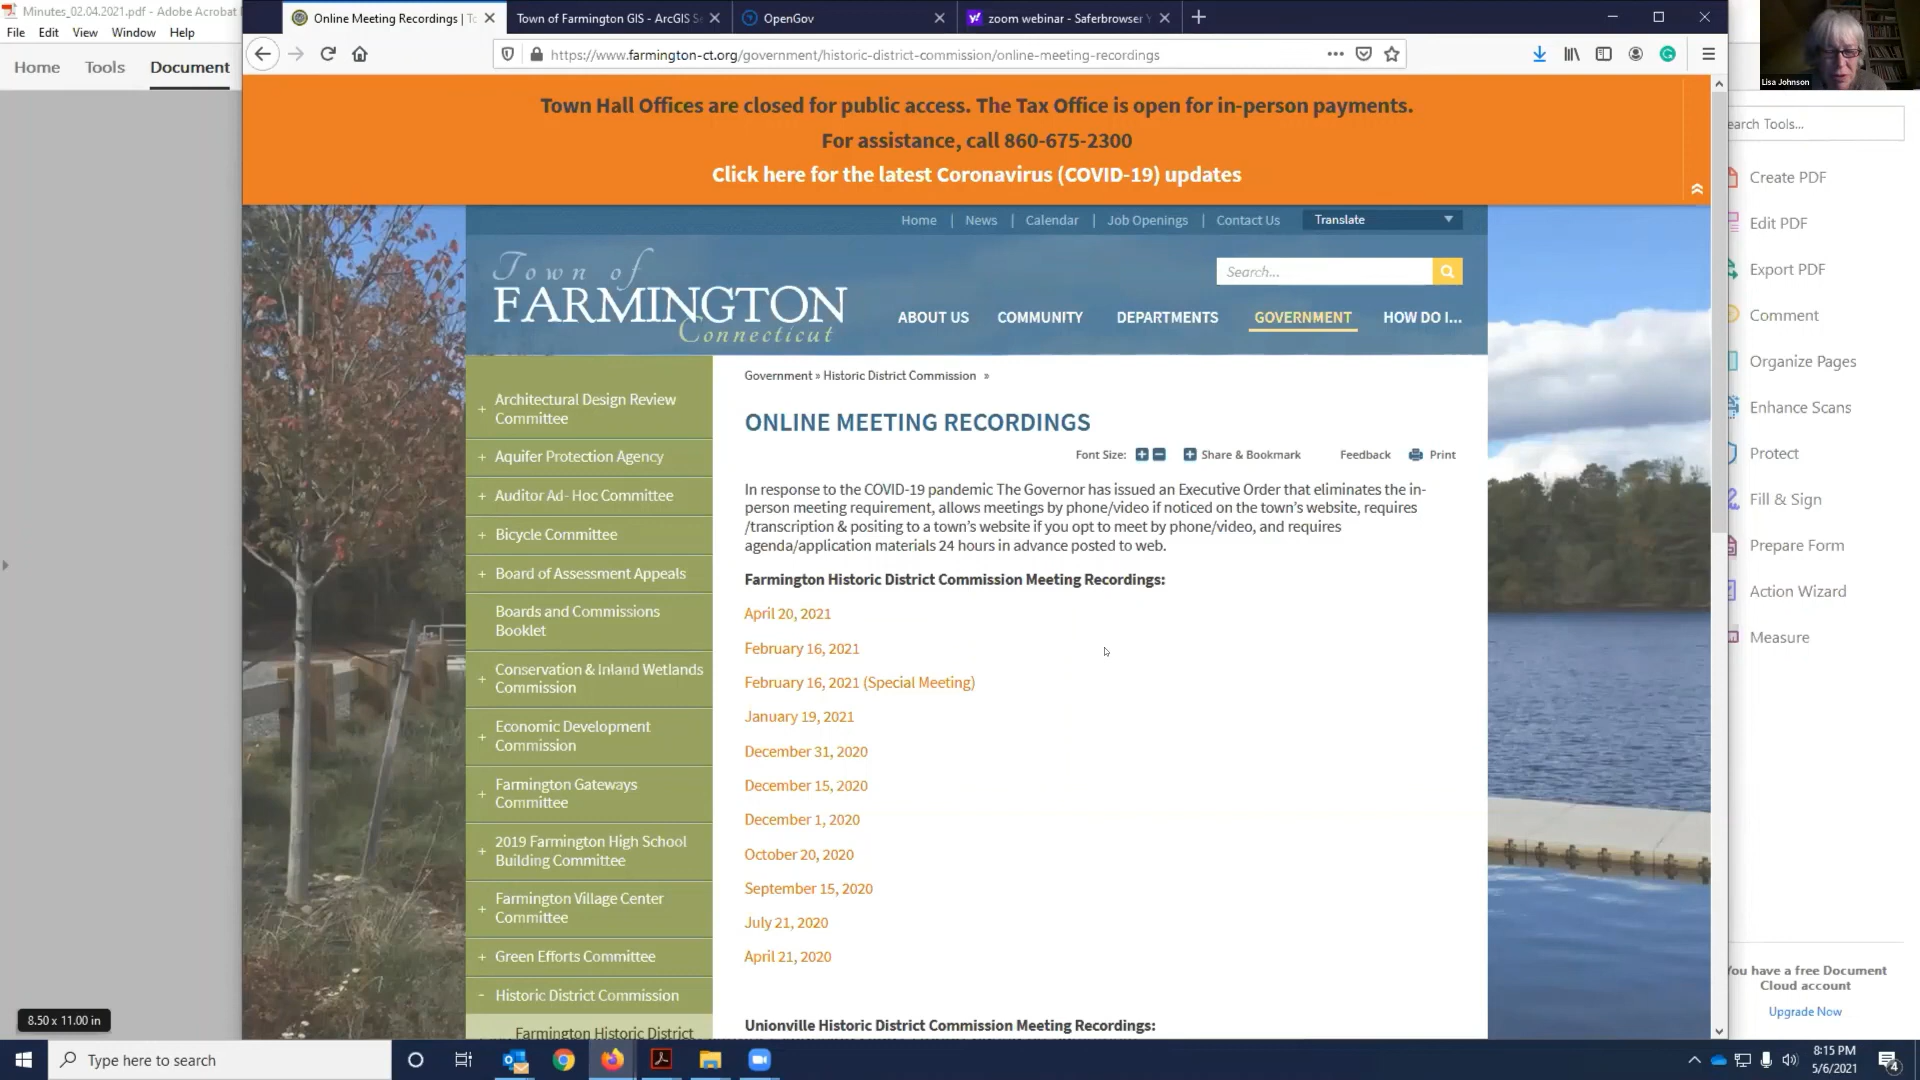 Minutes_02.04.2021.pdf - Adobe Acrobat
File Edit View Window Help
Home Tools Document
Online Meeting Recordings | To
Town of Farmington GIS - ArcGIS S
OpenGov
zoom webinar - Saferbrowser Y
https://www.farmington-ct.org/government/historic-district-commission/online-meeting-recordings
Lisa Johnson
Town Hall Offices are closed for public access. The Tax Office is open for in-person payments.
For assistance, call 860-675-2300
Click here for the latest Coronavirus (COVID-19) updates
Home | News | Calendar | Job Openings | Contact Us
Translate
Town of
FARMINGTON
Connecticut
Search...
ABOUT US COMMUNITY DEPARTMENTS GOVERNMENT HOW DO I...
+ Architectural Design Review
Committee
+ Aquifer Protection Agency
+ Auditor Ad- Hoc Committee
+ Bicycle Committee
+ Board of Assessment Appeals
Boards and Commissions
Booklet
+ Conservation & Inland Wetlands
Commission
+ Economic Development
Commission
+ Farmington Gateways
Committee
+ 2019 Farmington High School
Building Committee
+ Farmington Village Center
Committee
+ Green Efforts Committee
- Historic District Commission
Farmington Historic District
Government » Historic District Commission »
ONLINE MEETING RECORDINGS
Font Size: + - Share & Bookmark Feedback Print
In response to the COVID-19 pandemic The Governor has issued an Executive Order that eliminates the in-
person meeting requirement, allows meetings by phone/video if noticed on the town's website, requires
/transcription & positing to a town's website if you opt to meet by phone/video, and requires
agenda/application materials 24 hours in advance posted to web.
Farmington Historic District Commission Meeting Recordings:
April 20, 2021
February 16, 2021
February 16, 2021 (Special Meeting)
January 19, 2021
December 31, 2020
December 15, 2020
December 1, 2020
October 20, 2020
September 15, 2020
July 21, 2020
April 21, 2020
Unionville Historic District Commission Meeting Recordings:
earch Tools...
Create PDF
Edit PDF
Export PDF
Comment
Organize Pages
Enhance Scans
Protect
Fill & Sign
Prepare Form
Action Wizard
Measure
You have a free Document
Cloud account
Upgrade Now
8.50 x 11.00 in
Type here to search
8:15 PM
5/6/2021
4